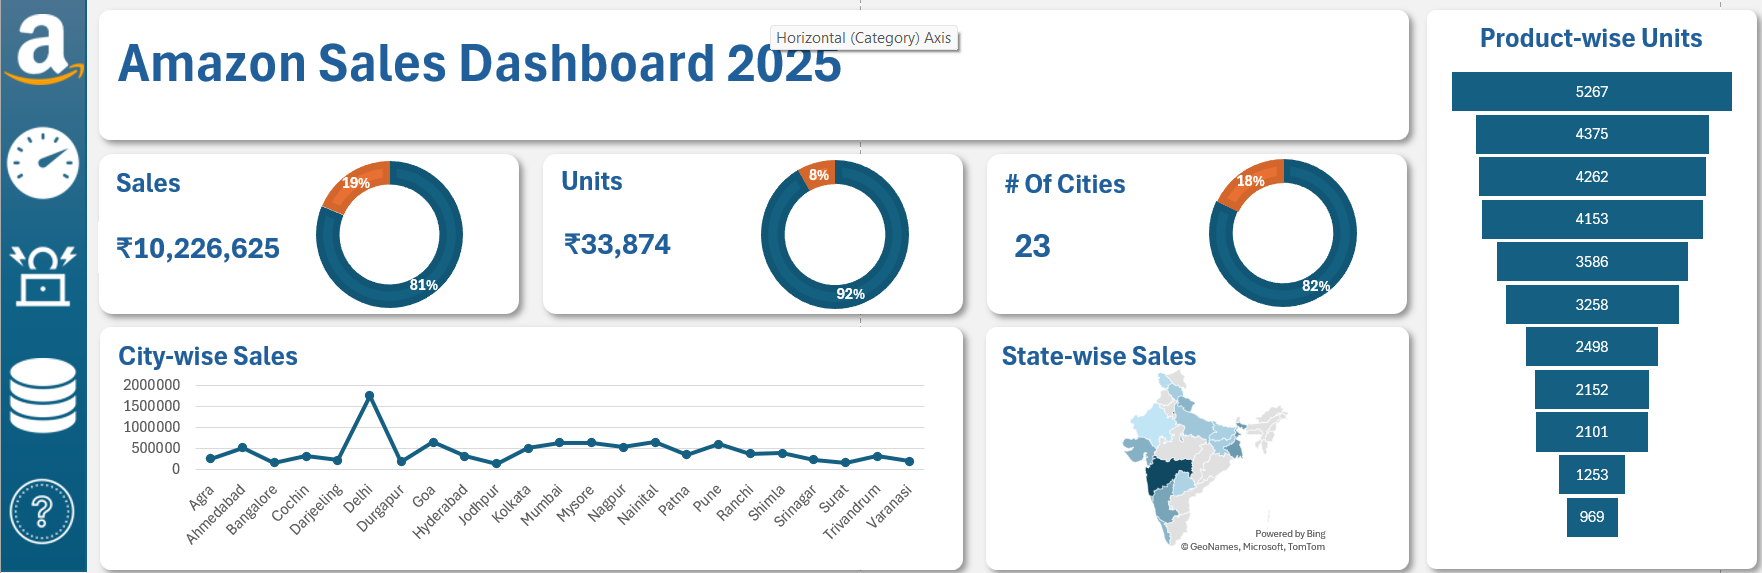 a
Amazon Sales Dashboard 2025
Horizontal (Category) Axis
Product-wise Units
5267
4375
4262
4153
3586
3258
2498
2152
2101
1253
969
Sales
₹10,226,625
19%
81%
Units
₹33,874
8%
92%
# Of Cities
23
18%
82%
City-wise Sales
2000000
1500000
1000000
500000
0
Agra
Ahmedabad
Bangalore
Cochin
Darjeeling
Delhi
Durgapur
Goa
Hyderabad
Jodhpur
Kolkata
Mumbai
Mysore
Nagpur
Nainital
Patna
Pune
Ranchi
Shimla
Srinagar
Surat
Trivandrum
Varanasi
State-wise Sales
Powered by Bing
© GeoNames, Microsoft, TomTom
?